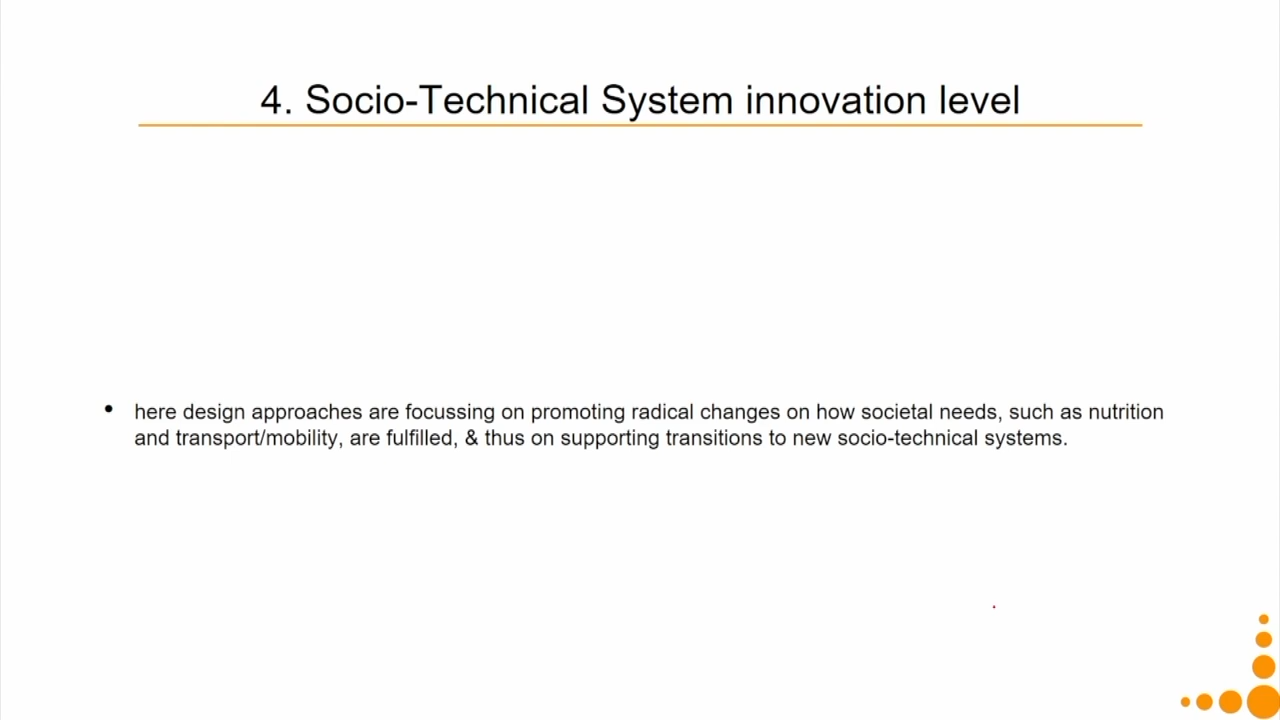 4. Socio-Technical System innovation level
• here design approaches are focussing on promoting radical changes on how societal needs, such as nutrition
and transport/mobility, are fulfilled, & thus on supporting transitions to new socio-technical systems.